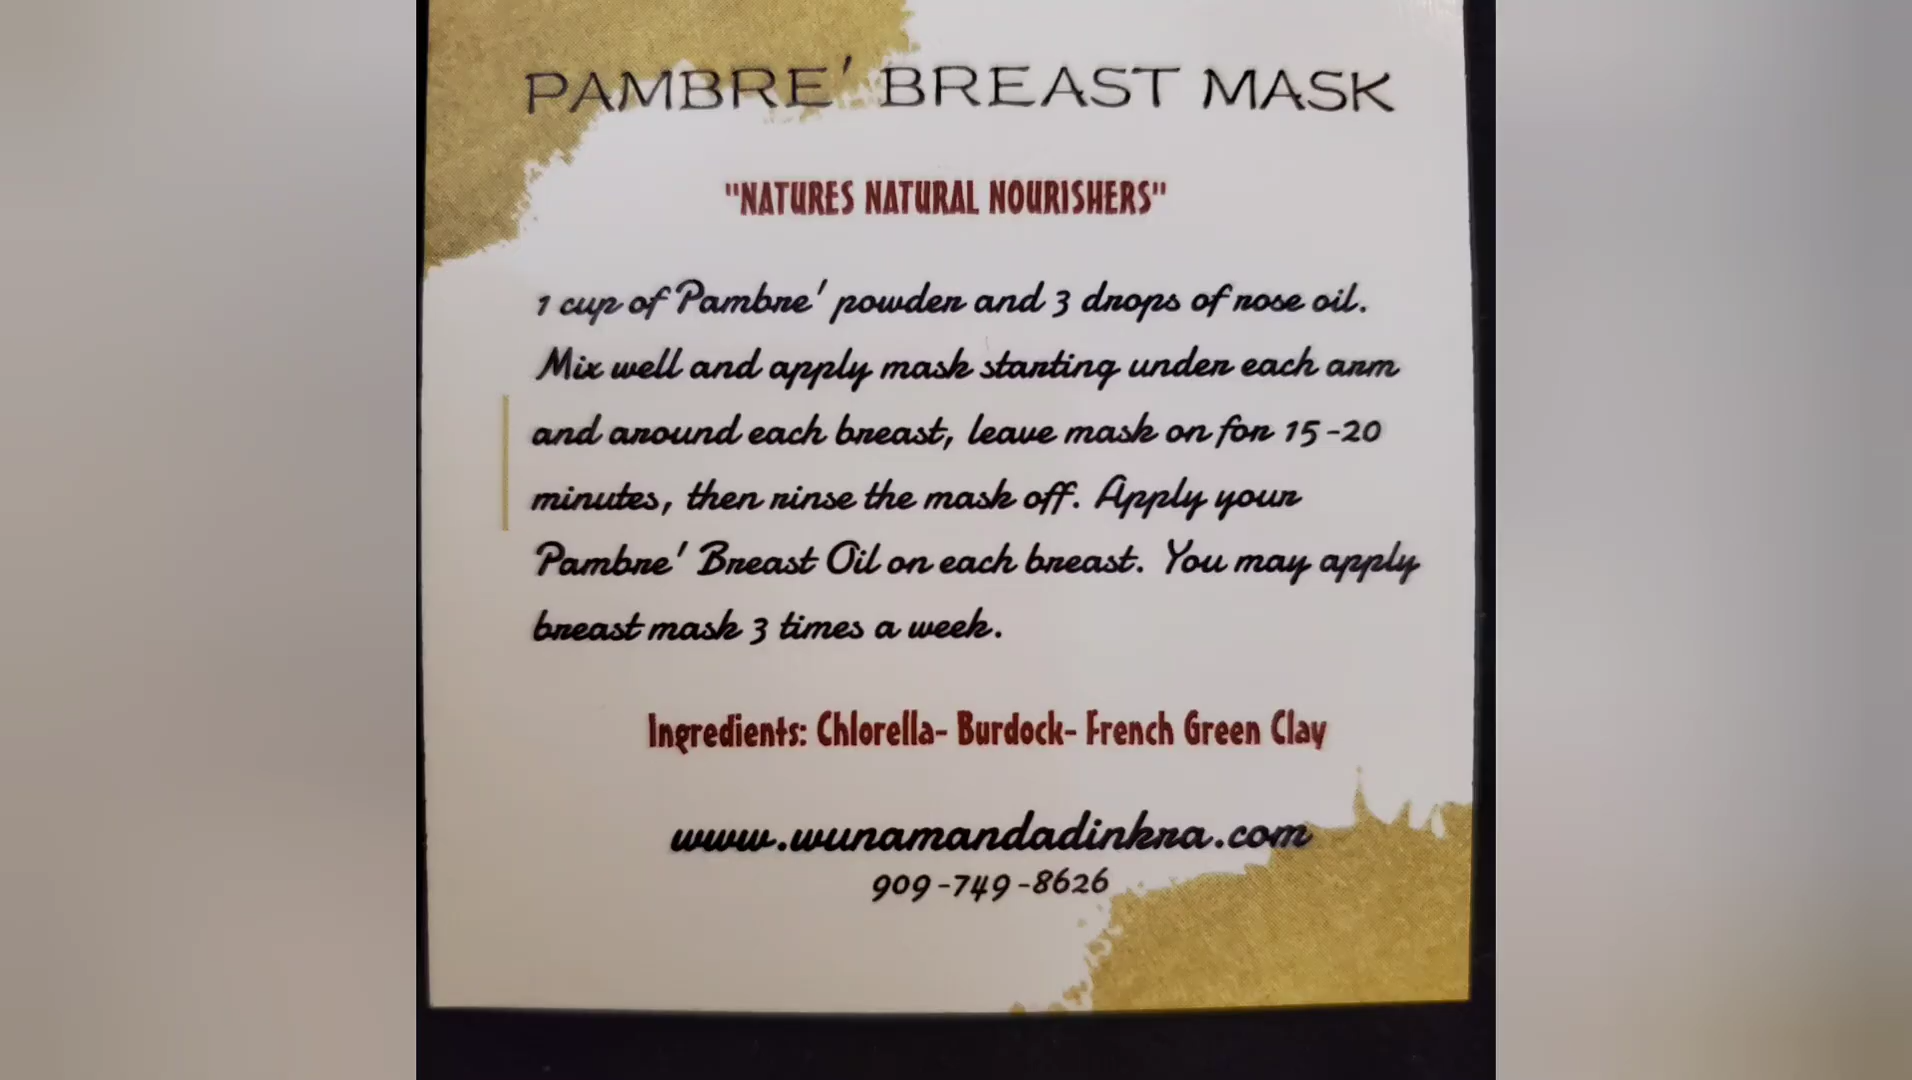 PAMBRE' BREAST MASK
"NATURES NATURAL NOURISHERS"
1 cup of Pambre' powder and 3 drops of rose oil.
Mix well and apply mask starting under each arm
and around each breast, leave mask on for 15-20
minutes, then rinse the mask off. Apply your
Pambre' Breast Oil on each breast. You may apply
breast mask 3 times a week.
Ingredients: Chlorella- Burdock- French Green Clay
www.wunamandadinkra.com
909-749-8626